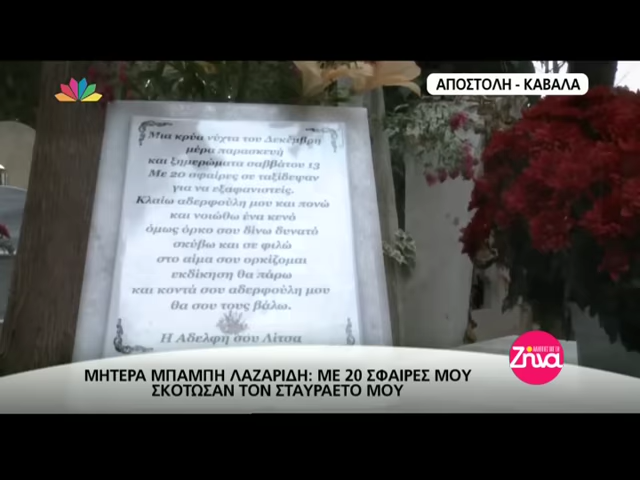 ΑΠΟΣΤΟΛΗ - ΚΑΒΑΛΑ
Μια κρύα νύχτα του Δεκέμβρη
μέρα παρασκευή
και ξημερώματα σαββάτου 13
Με 20 σφαίρες σε ταξίδεψαν
για να εξαφανιστείς.
Κλαίω αδερφούλη μου και πονώ
και νοιώθω ένα κενό
όμως όρκο σου δίνω δυνατό
σκύβω και σε φιλώ
στο αίμα σου ορκίζομαι
εκδίκηση θα πάρω
και κοντά σου αδερφούλη μου
θα σου τους βάλω.
Η Αδελφή σου Λίτσα
Ζήνα
ΜΗΤΕΡΑ ΜΠΑΜΠΗ ΛΑΖΑΡΙΔΗ: ΜΕ 20 ΣΦΑΙΡΕΣ ΜΟΥ
ΣΚΟΤΩΣΑΝ ΤΟΝ ΣΤΑΥΡΑΕΤΟ ΜΟΥ